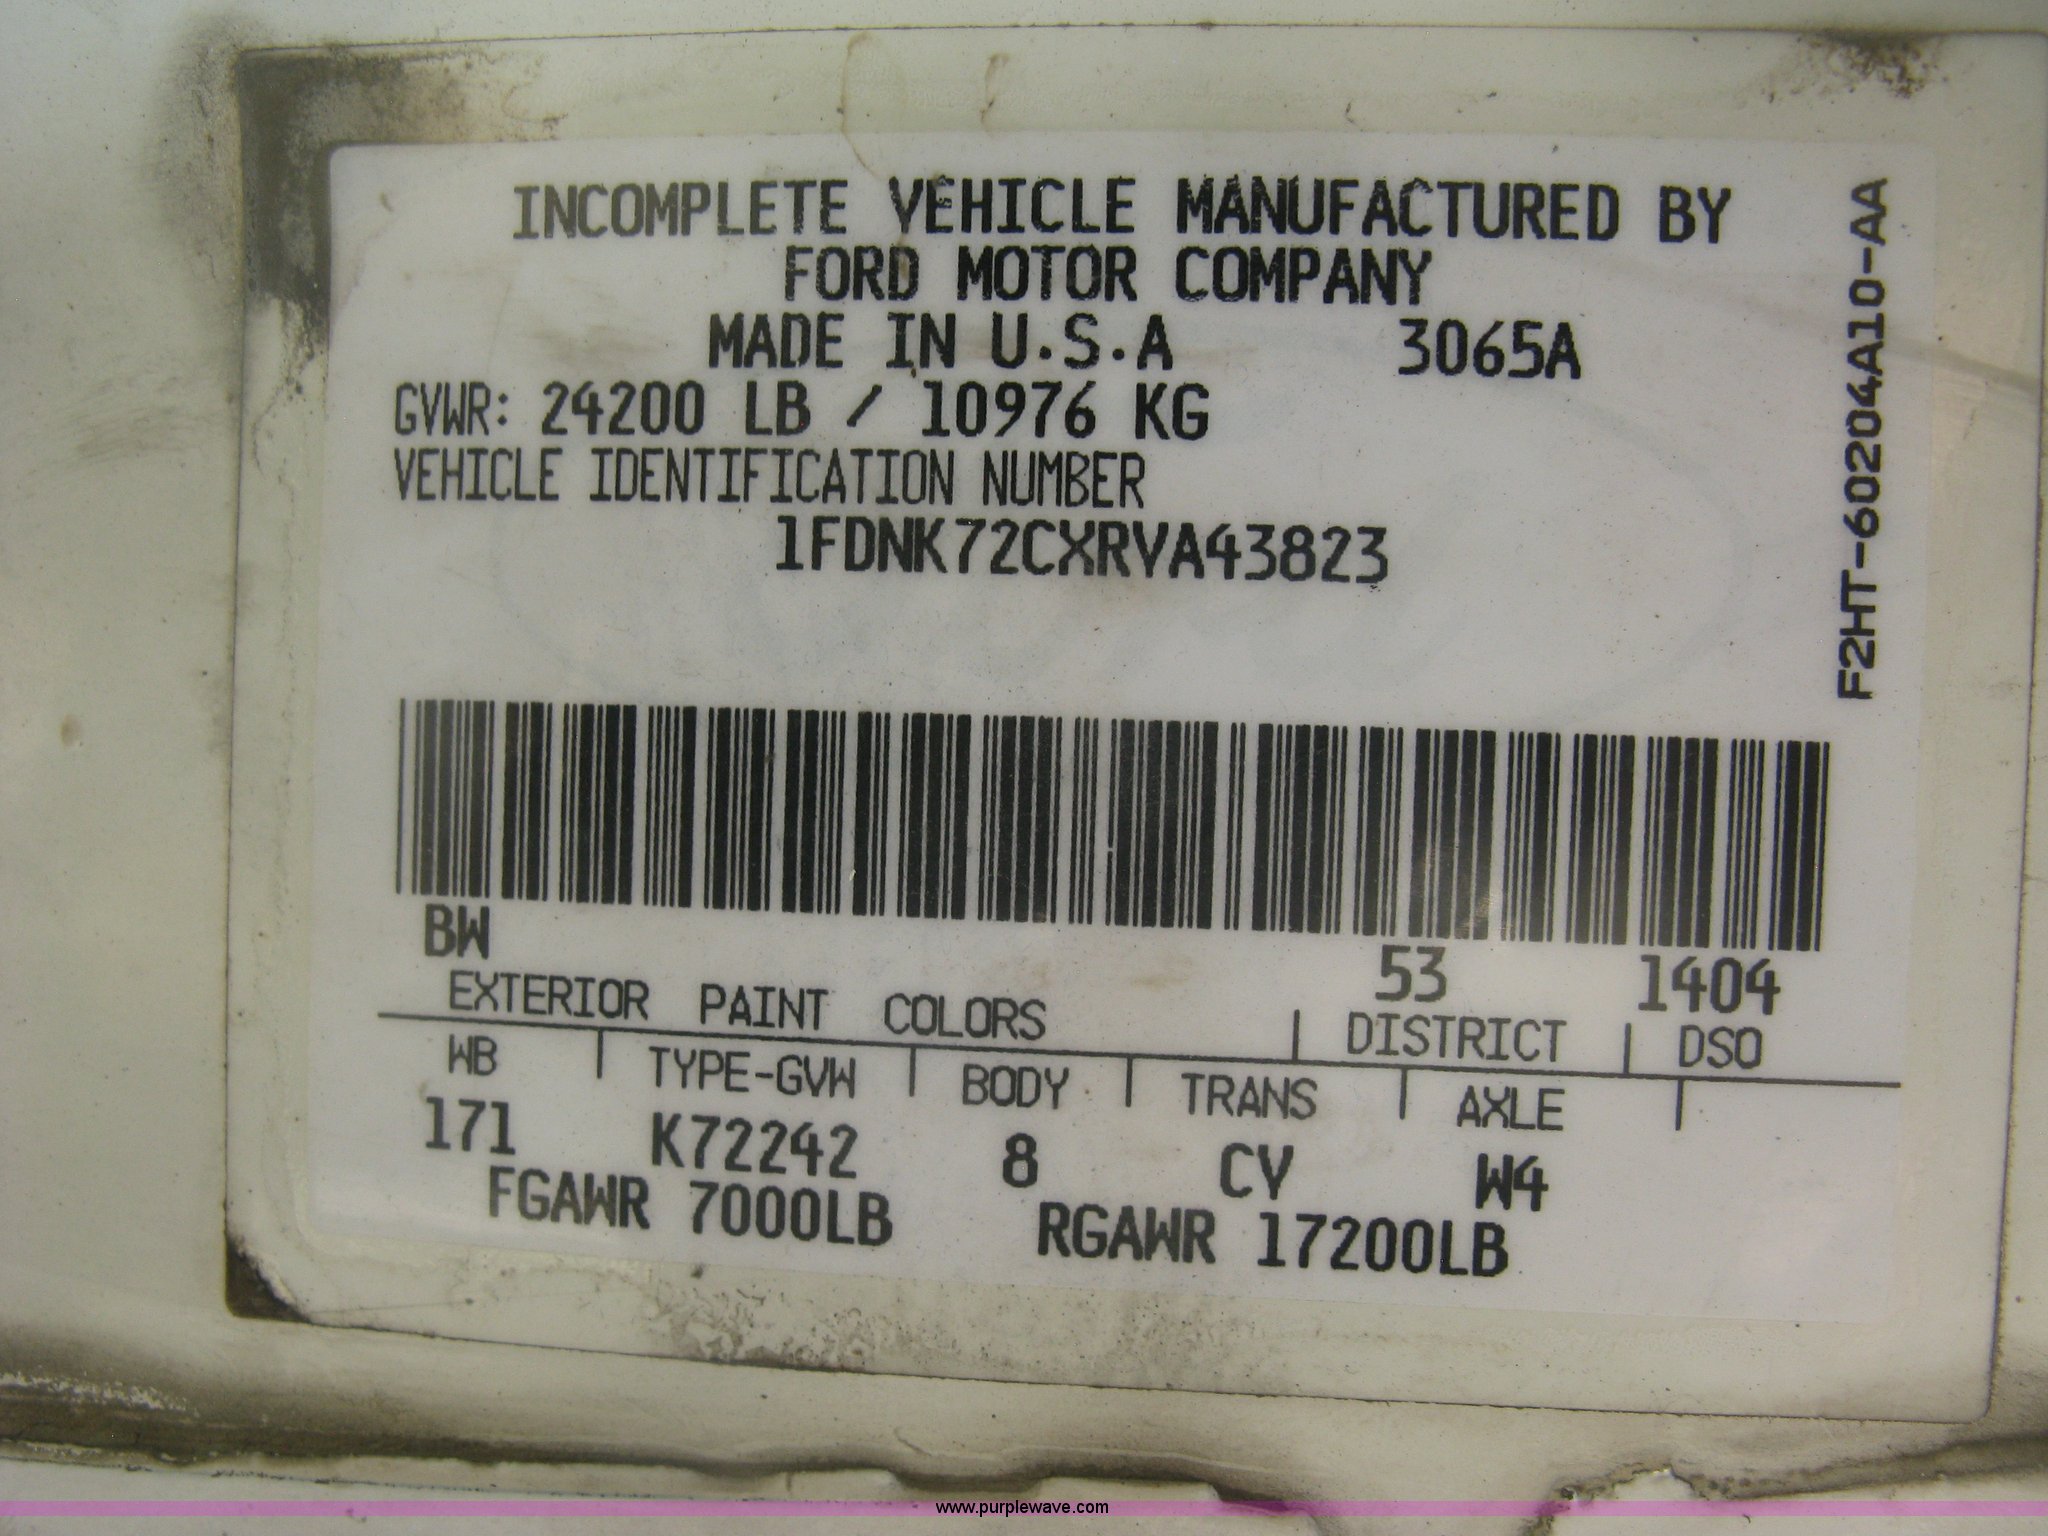 INCOMPLETE VEHICLE MANUFACTURED BY
FORD MOTOR COMPANY
MADE IN U.S.A 3065A
GVWR: 24200 LB / 10976 KG
VEHICLE IDENTIFICATION NUMBER
1FDNK72CXRVA43823
F2HT-60204A10-AA
BW 53 1404
EXTERIOR PAINT COLORS DISTRICT DSO
WB TYPE-GVW BODY TRANS AXLE
171 K72242 8 CV W4
FGAWR 7000LB RGAWR 17200LB
www.purplewave.com